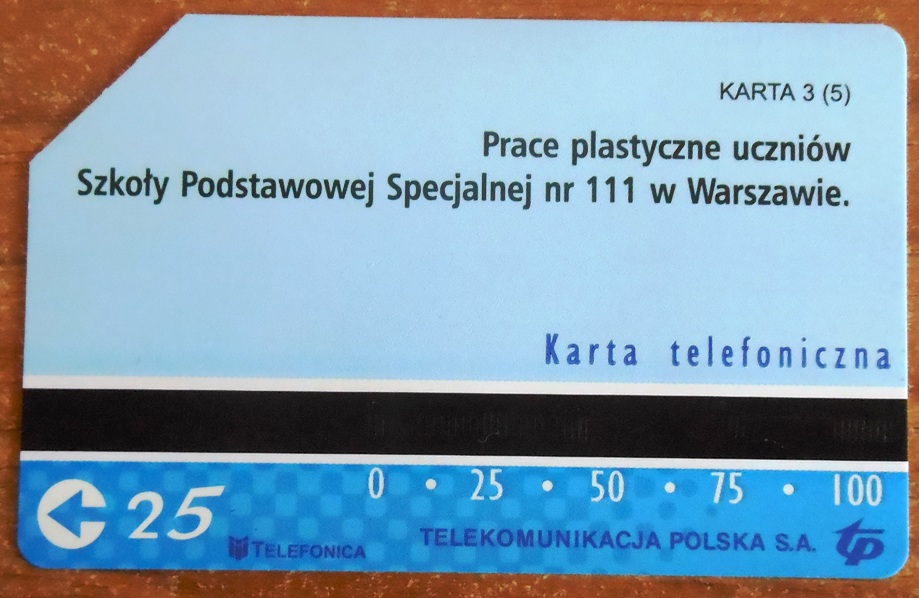 KARTA 3 (5)
Prace plastyczne uczniów
Szkoły Podstawowej Specjalnej nr 111 w Warszawie.
Karta telefoniczna
0 • 25 • 50 • 75 • 100
25
TELEFONICA
TELEKOMUNIKACJA POLSKA S.A. tp